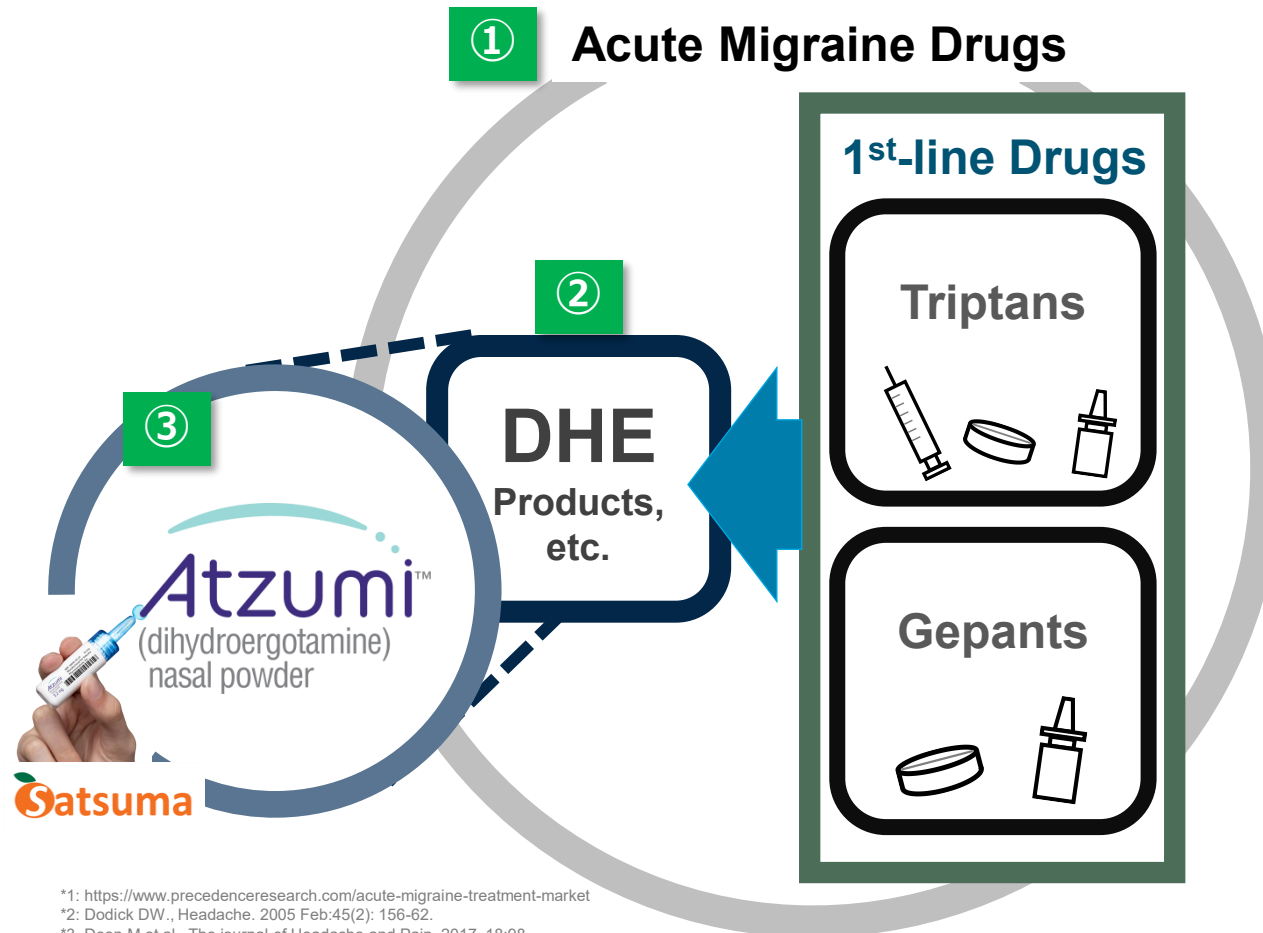 ① Acute Migraine Drugs
1st-line Drugs
Triptans
②
DHE
Products,
etc.
③
Atzumi™
(dihydroergotamine)
nasal powder
Atzumi
Gepants
Satsuma
*1: https://www.precedenceresearch.com/acute-migraine-treatment-market
*2: Dodick DW., Headache. 2005 Feb:45(2): 156-62.